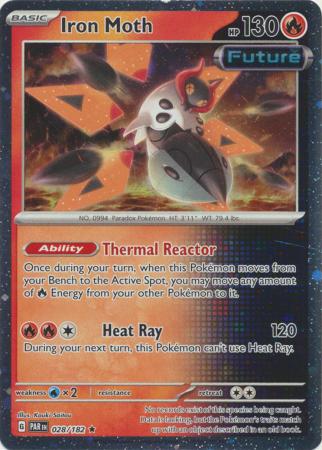 BASIC
Iron Moth
HP 130
Future
NO. 0994 Paradox Pokémon HT: 3'11" WT: 79.4 lbs.
Ability Thermal Reactor
Once during your turn, when this Pokémon moves from
your Bench to the Active Spot, you may move any amount
of Energy from your other Pokémon to it.
Heat Ray 120
During your next turn, this Pokémon can't use Heat Ray.
weakness ×2 resistance retreat
Illus. Kouki Saitou
G PAR EN 028/182 ★
No records exist of this species being caught.
Data is lacking, but the Pokémon's traits match
up with an object described in an old book.